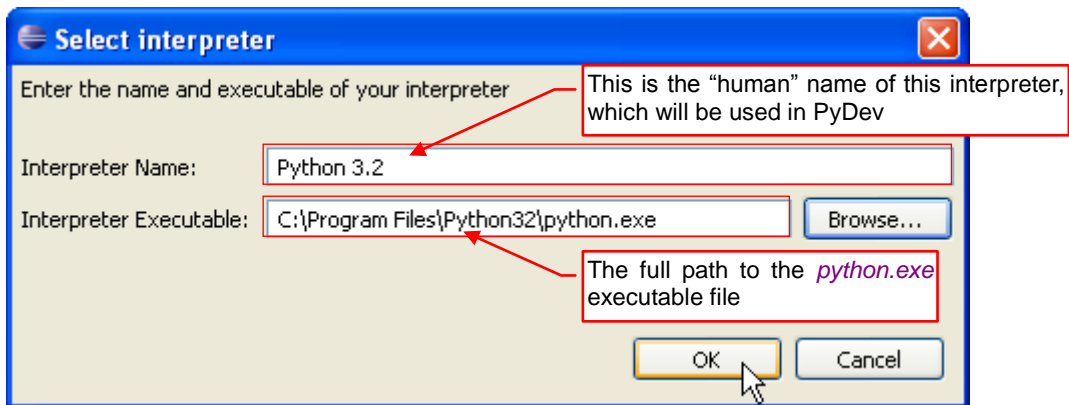 Select interpreter
Enter the name and executable of your interpreter
This is the “human” name of this interpreter,
which will be used in PyDev
Interpreter Name:
Python 3.2
Interpreter Executable:
C:\Program Files\Python32\python.exe
Browse...
The full path to the python.exe
executable file
OK
Cancel